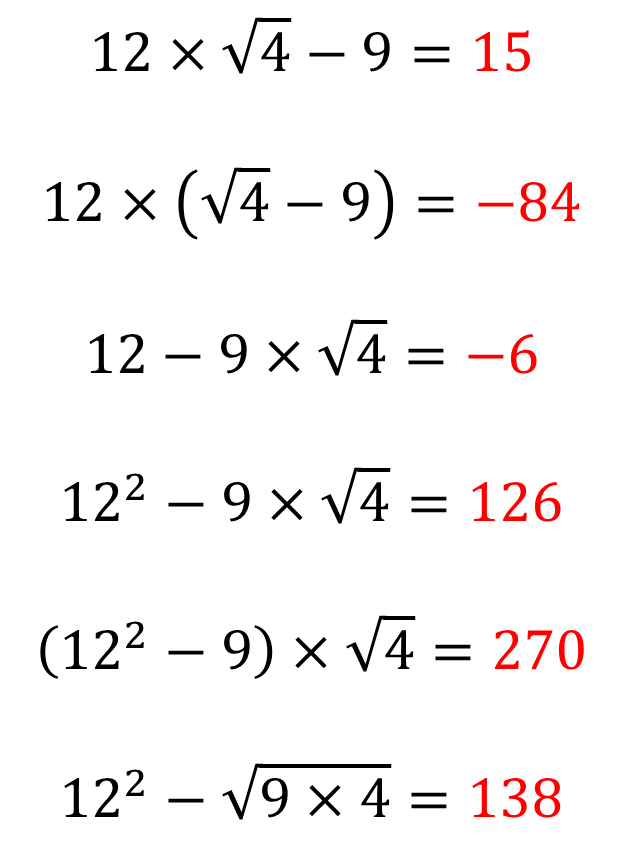 12 × √4 − 9 = 15
12 × (√4 − 9) = −84
12 − 9 × √4 = −6
12² − 9 × √4 = 126
(12² − 9) × √4 = 270
12² − √(9 × 4) = 138